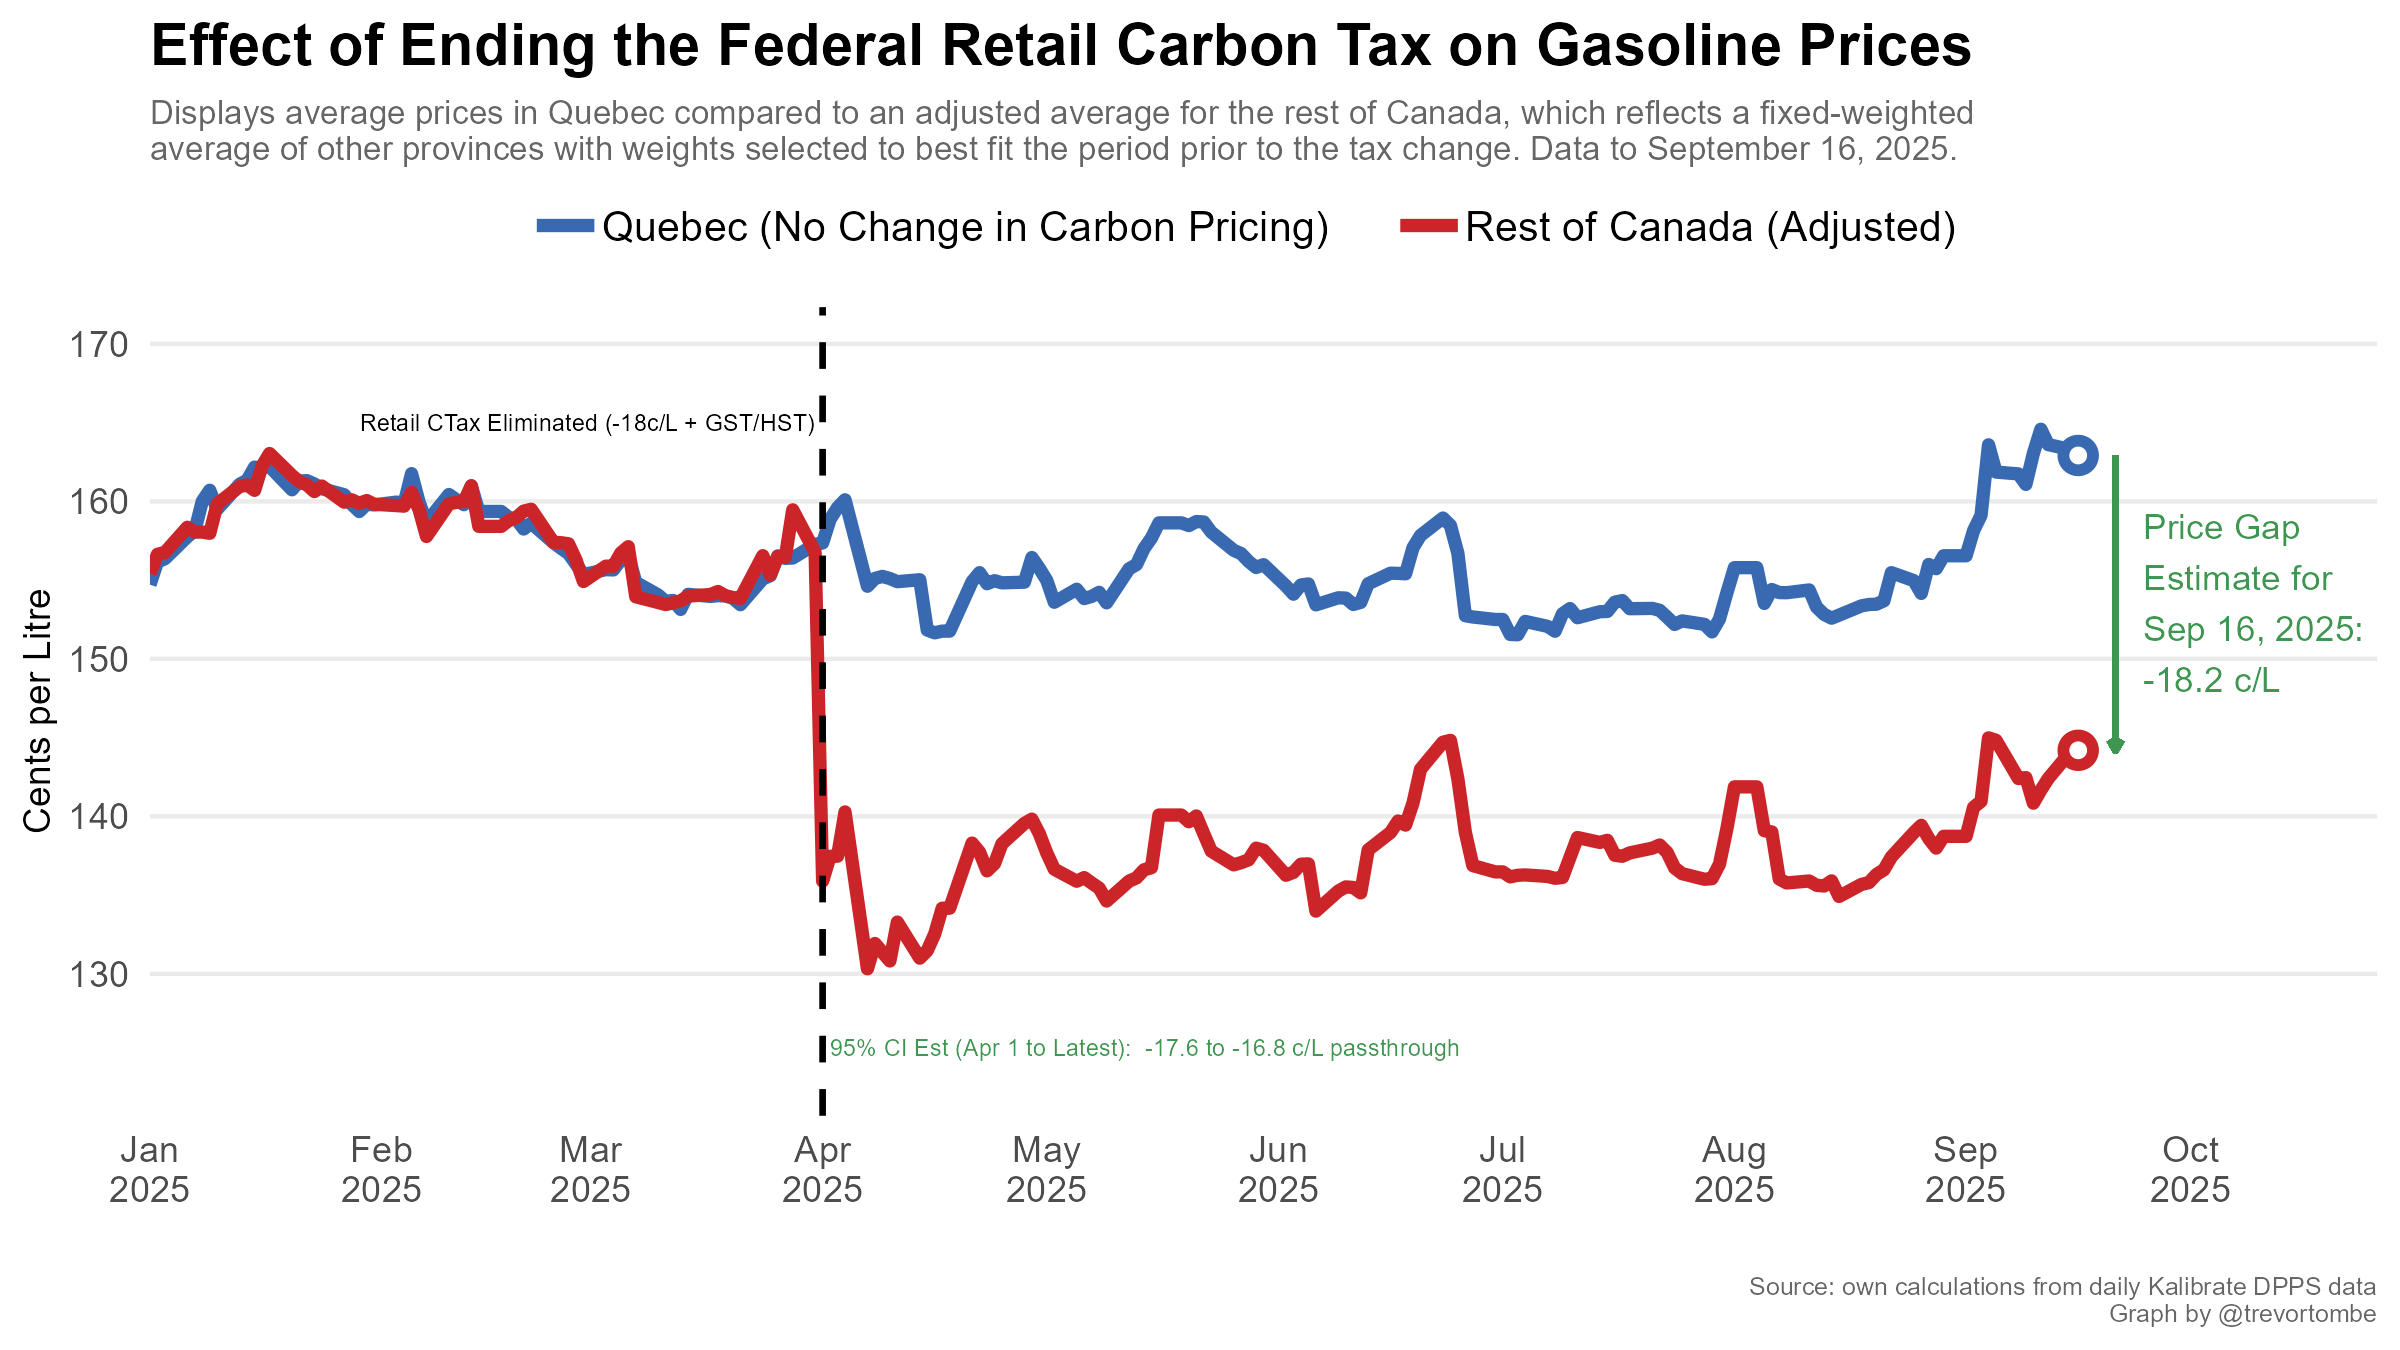 Effect of Ending the Federal Retail Carbon Tax on Gasoline Prices
Displays average prices in Quebec compared to an adjusted average for the rest of Canada, which reflects a fixed-weighted
average of other provinces with weights selected to best fit the period prior to the tax change. Data to September 16, 2025.
Quebec (No Change in Carbon Pricing) Rest of Canada (Adjusted)
170
Retail CTax Eliminated (-18c/L + GST/HST)
160
Price Gap
Estimate for
Sep 16, 2025:
-18.2 c/L
150
140
130
Cents per Litre
95% CI Est (Apr 1 to Latest):  -17.6 to -16.8 c/L passthrough
Jan Feb Mar Apr May Jun Jul Aug Sep Oct
2025 2025 2025 2025 2025 2025 2025 2025 2025 2025
Source: own calculations from daily Kalibrate DPPS data
Graph by @trevortombe